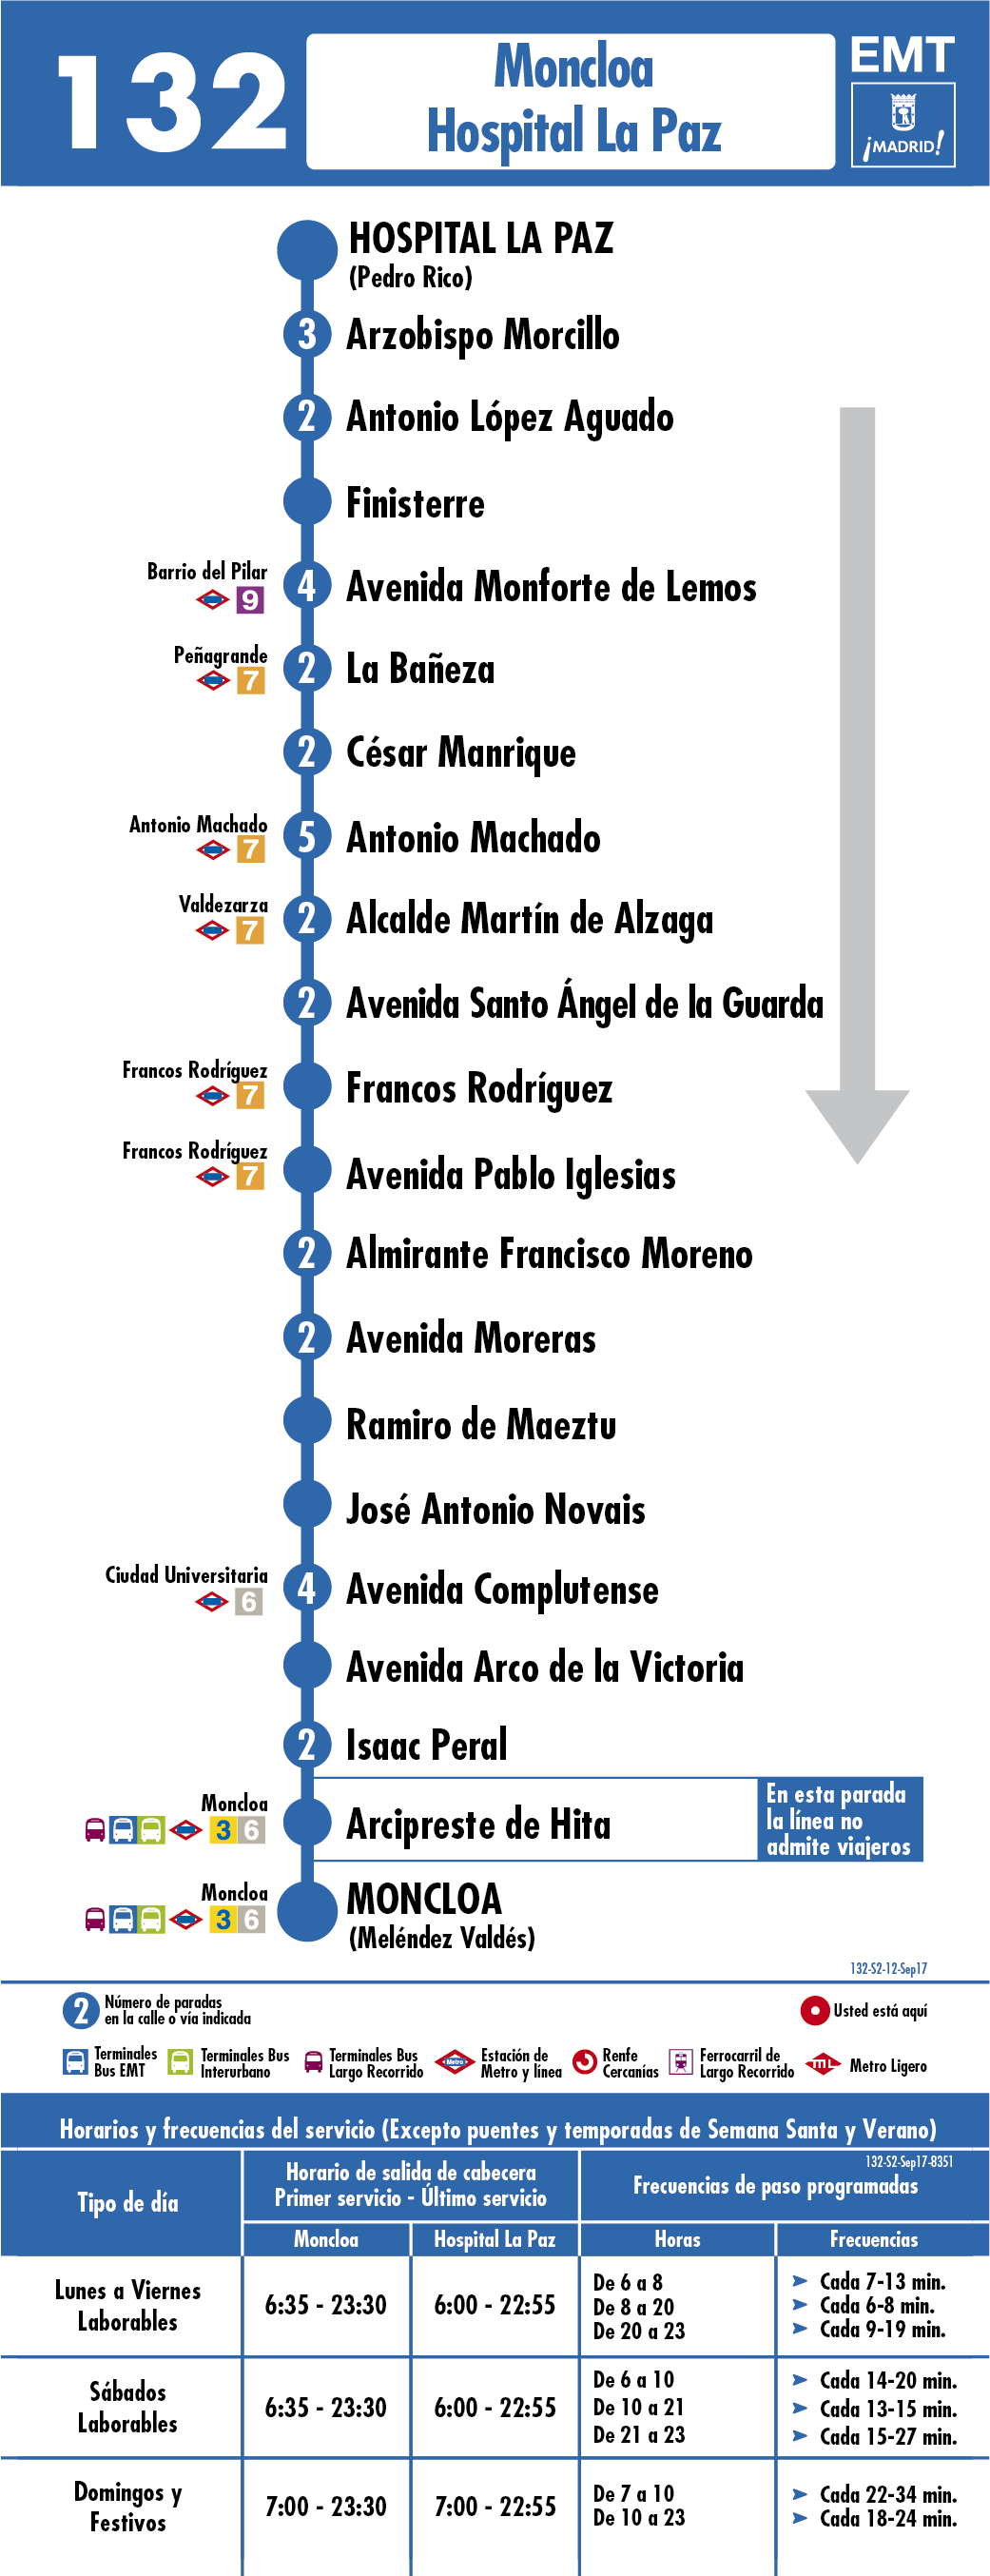 132
Moncloa
Hospital La Paz
EMT
¡MADRID!
HOSPITAL LA PAZ
(Pedro Rico)
3 Arzobispo Morcillo
2 Antonio López Aguado
Finisterre
Barrio del Pilar
9
4 Avenida Monforte de Lemos
Peñagrande
7
2 La Bañeza
2 César Manrique
Antonio Machado
7
5 Antonio Machado
Valdezarza
7
2 Alcalde Martín de Alzaga
2 Avenida Santo Ángel de la Guarda
Francos Rodríguez
7
Francos Rodríguez
Francos Rodríguez
7
Avenida Pablo Iglesias
2 Almirante Francisco Moreno
2 Avenida Moreras
Ramiro de Maeztu
José Antonio Novais
Ciudad Universitaria
6
4 Avenida Complutense
Avenida Arco de la Victoria
2 Isaac Peral
Moncloa
3 6
Arcipreste de Hita
En esta parada
la línea no
admite viajeros
Moncloa
3 6
MONCLOA
(Meléndez Valdés)
132-S2-12-Sep17
2 Número de paradas
en la calle o vía indicada
Usted está aquí
Terminales
Bus EMT
Terminales Bus
Interurbano
Terminales Bus
Largo Recorrido
Metro
Estación de
Metro y línea
Renfe
Cercanías
Ferrocarril de
Largo Recorrido
ML
Metro Ligero
Horarios y frecuencias del servicio (Excepto puentes y temporadas de Semana Santa y Verano)
132-S2-Sep17-8351
Tipo de día
Horario de salida de cabecera
Primer servicio - Último servicio
Frecuencias de paso programadas
Moncloa Hospital La Paz Horas Frecuencias
Lunes a Viernes
Laborables
6:35 - 23:30 6:00 - 22:55
De 6 a 8 Cada 7-13 min.
De 8 a 20 Cada 6-8 min.
De 20 a 23 Cada 9-19 min.
Sábados
Laborables
6:35 - 23:30 6:00 - 22:55
De 6 a 10 Cada 14-20 min.
De 10 a 21 Cada 13-15 min.
De 21 a 23 Cada 15-27 min.
Domingos y
Festivos
7:00 - 23:30 7:00 - 22:55
De 7 a 10 Cada 22-34 min.
De 10 a 23 Cada 18-24 min.